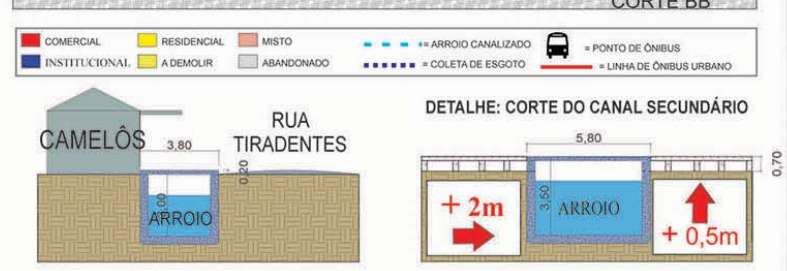 CORTE BB
COMERCIAL RESIDENCIAL MISTO = ARROIO CANALIZADO = PONTO DE ÔNIBUS
INSTITUCIONAL A DEMOLIR ABANDONADO = COLETA DE ESGOTO = LINHA DE ÔNIBUS URBANO
DETALHE: CORTE DO CANAL SECUNDÁRIO
CAMELÔS
3,80
RUA
TIRADENTES
0,20
ARROIO
5,80
0,70
3,50
+ 2m
ARROIO
+ 0,5m